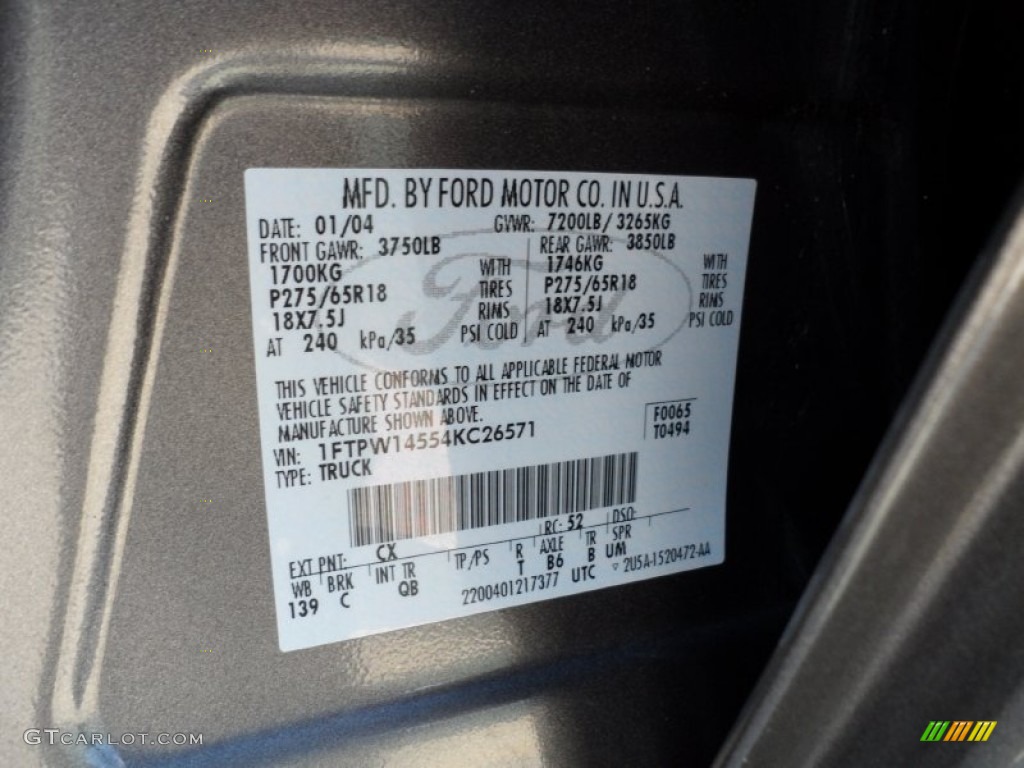 MFD. BY FORD MOTOR CO. IN U.S.A.
DATE: 01/04 GVWR: 7200LB/ 3265KG
FRONT GAWR: 3750LB REAR GAWR: 3850LB
1700KG WITH 1746KG WITH
P275/65R18 TIRES P275/65R18 TIRES
18X7.5J RIMS 18X7.5J RIMS
AT 240 kPa/35 PSI COLD AT 240 kPa/35 PSI COLD
Ford
THIS VEHICLE CONFORMS TO ALL APPLICABLE FEDERAL MOTOR
VEHICLE SAFETY STANDARDS IN EFFECT ON THE DATE OF
MANUFACTURE SHOWN ABOVE.
F0065
VIN: 1FTPW14554KC26571 T0494
TYPE: TRUCK
EXT PNT: CX RC: 52 DSO:
WB BRK INT TR TP/PS R AXLE TR SPR
139 C QB T B6 B UM
2200401217377 UTC ▽ 2U5A-1520472-AA
GTCARLOT.COM